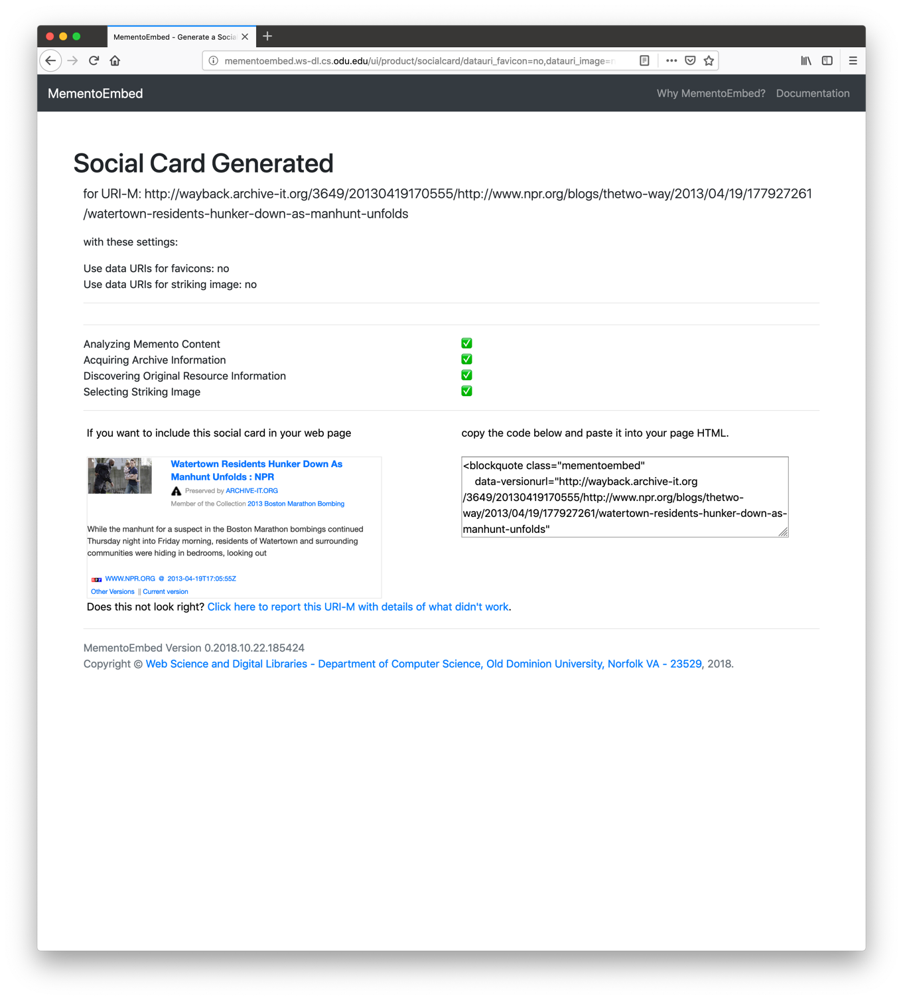 MementoEmbed - Generate a Socia
mementoembed.ws-dl.cs.odu.edu/ui/product/socialcard/datauri_favicon=no,datauri_image=n
MementoEmbed
Why MementoEmbed? Documentation
Social Card Generated
for URI-M: http://wayback.archive-it.org/3649/20130419170555/http://www.npr.org/blogs/thetwo-way/2013/04/19/177927261
/watertown-residents-hunker-down-as-manhunt-unfolds
with these settings:
Use data URIs for favicons: no
Use data URIs for striking image: no
Analyzing Memento Content ✅
Acquiring Archive Information ✅
Discovering Original Resource Information ✅
Selecting Striking Image ✅
If you want to include this social card in your web page
copy the code below and paste it into your page HTML.
Watertown Residents Hunker Down As
Manhunt Unfolds : NPR
Preserved by ARCHIVE-IT.ORG
Member of the Collection 2013 Boston Marathon Bombing
While the manhunt for a suspect in the Boston Marathon bombings continued
Thursday night into Friday morning, residents of Watertown and surrounding
communities were hiding in bedrooms, looking out
npr WWW.NPR.ORG @ 2013-04-19T17:05:55Z
Other Versions || Current version
<blockquote class="mementoembed"
data-versionurl="http://wayback.archive-it.org
/3649/20130419170555/http://www.npr.org/blogs/thetwo-
way/2013/04/19/177927261/watertown-residents-hunker-down-as-
manhunt-unfolds"
Does this not look right? Click here to report this URI-M with details of what didn't work.
MementoEmbed Version 0.2018.10.22.185424
Copyright © Web Science and Digital Libraries - Department of Computer Science, Old Dominion University, Norfolk VA - 23529, 2018.